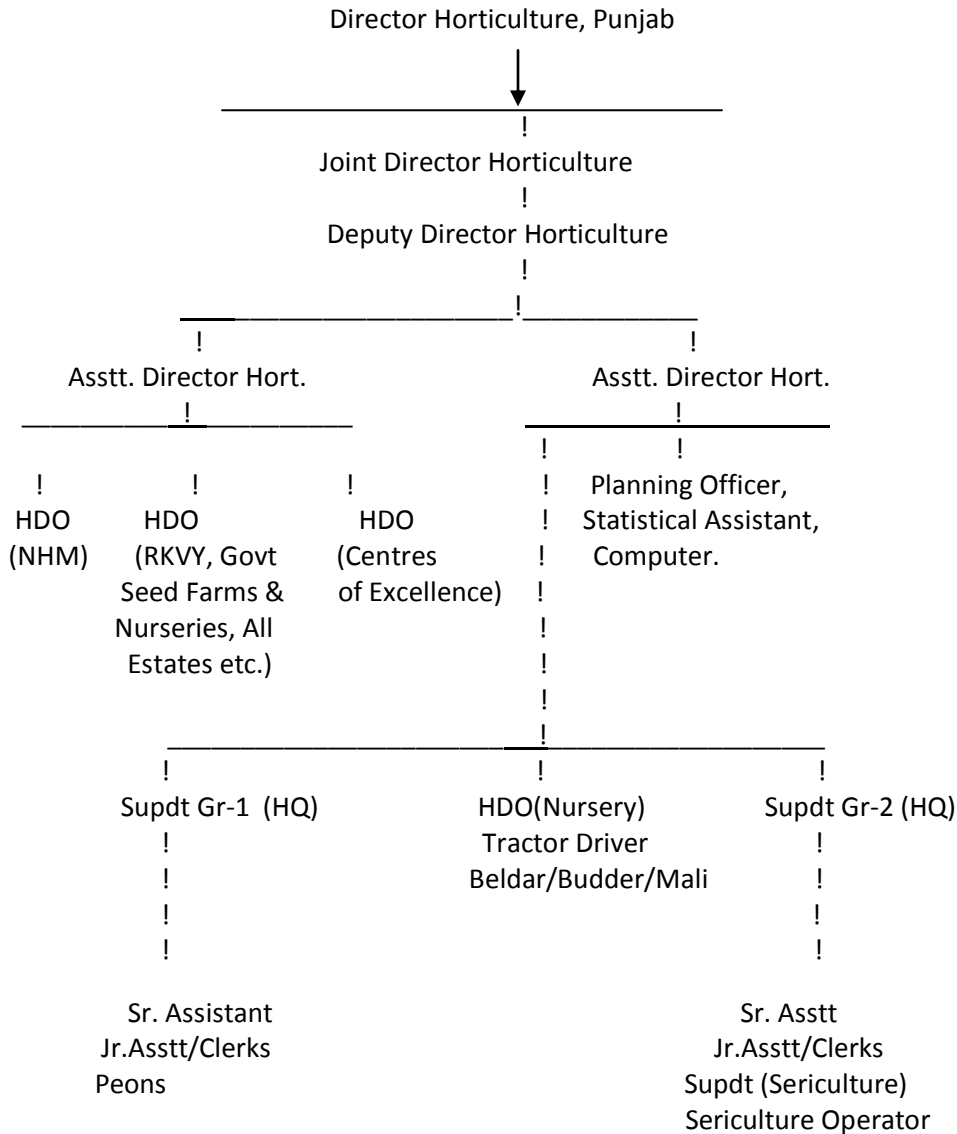 Director Horticulture, Punjab
!
Joint Director Horticulture
!
Deputy Director Horticulture
!
!
! !
Asstt. Director Hort. Asstt. Director Hort.
! !
! !
! ! ! ! Planning Officer,
HDO HDO HDO ! Statistical Assistant,
(NHM) (RKVY, Govt (Centres ! Computer.
Seed Farms & of Excellence) !
Nurseries, All !
Estates etc.) !
!
!
! ! !
Supdt Gr-1 (HQ) HDO(Nursery) Supdt Gr-2 (HQ)
! Tractor Driver !
! Beldar/Budder/Mali !
! !
! !
Sr. Assistant Sr. Asstt
Jr.Asstt/Clerks Jr.Asstt/Clerks
Peons Supdt (Sericulture)
Sericulture Operator